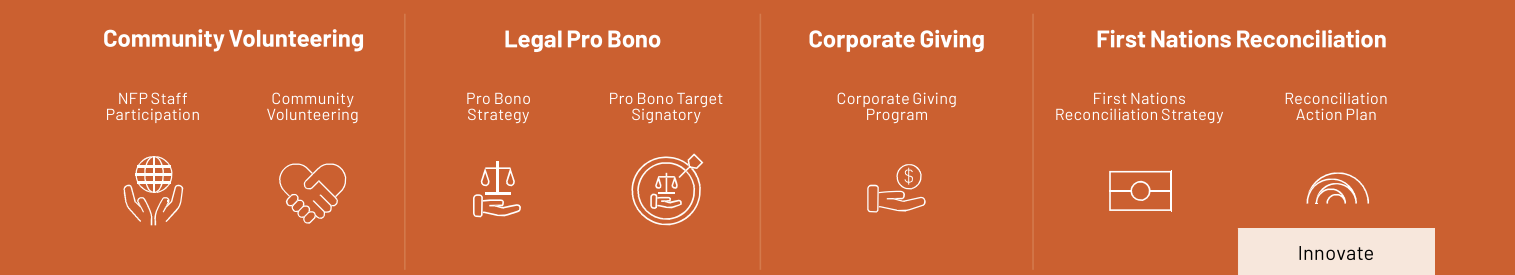 Community Volunteering
NFP Staff
Participation
Community
Volunteering
Legal Pro Bono
Pro Bono
Strategy
Pro Bono Target
Signatory
Corporate Giving
Corporate Giving
Program
$
First Nations Reconciliation
First Nations
Reconciliation Strategy
Reconciliation
Action Plan
Innovate